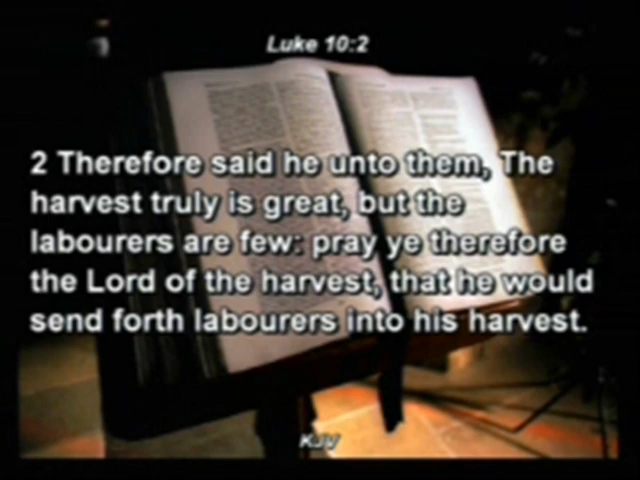 Luke 10:2
2 Therefore said he unto them, The
harvest truly is great, but the
labourers are few: pray ye therefore
the Lord of the harvest, that he would
send forth labourers into his harvest.
KJV